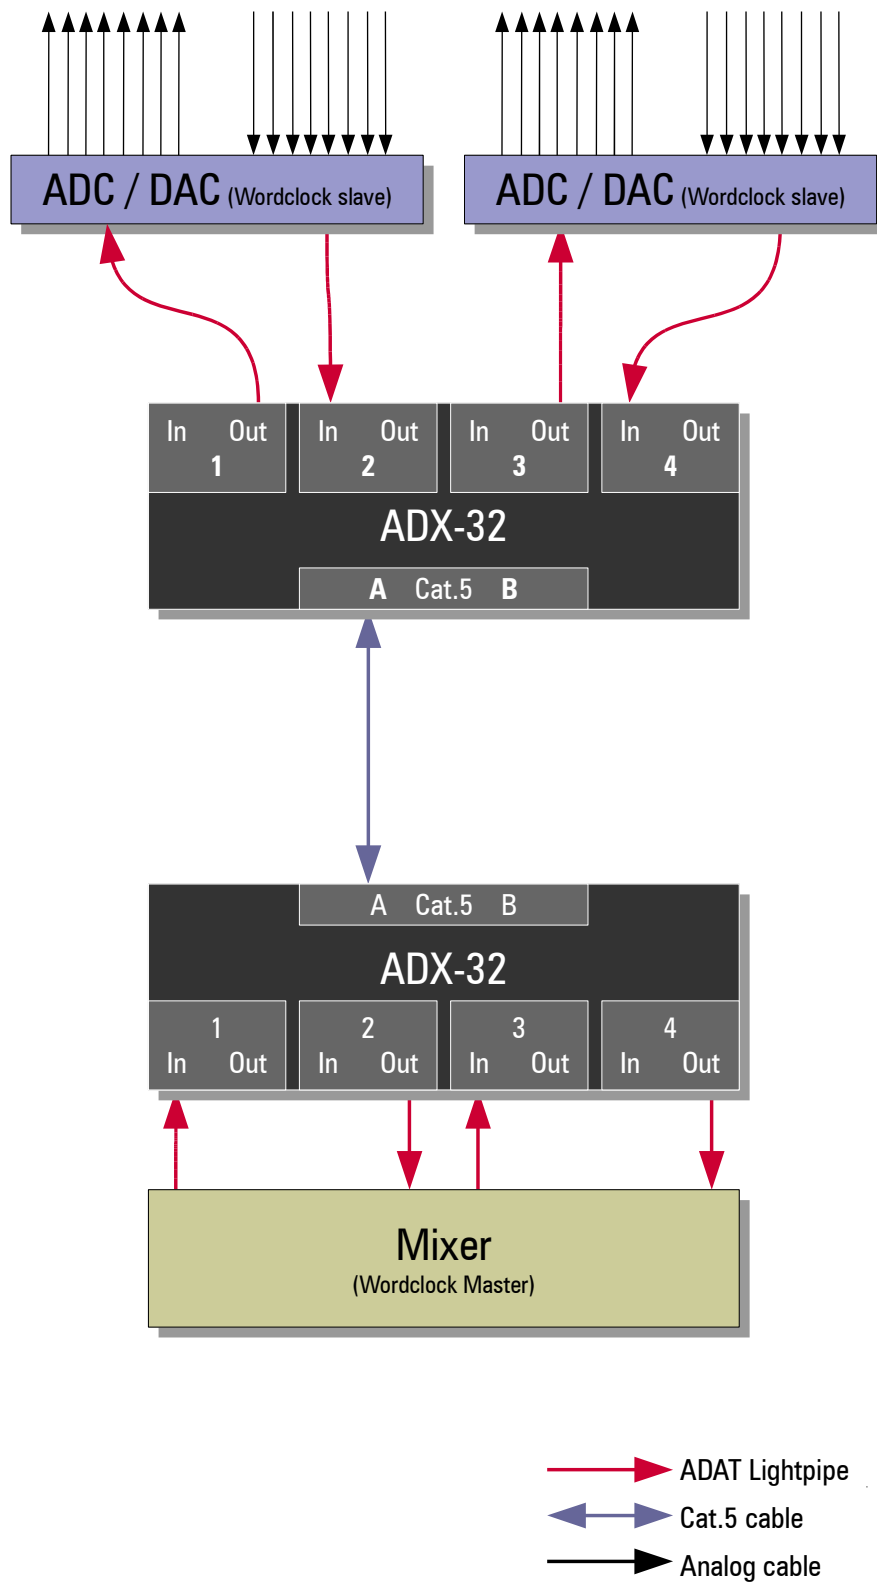 ADC / DAC (Wordclock slave)
ADC / DAC (Wordclock slave)
In Out
1
In Out
2
In Out
3
In Out
4
ADX-32
A Cat.5 B
A Cat.5 B
ADX-32
1
In Out
2
In Out
3
In Out
4
In Out
Mixer
(Wordclock Master)
ADAT Lightpipe
Cat.5 cable
Analog cable